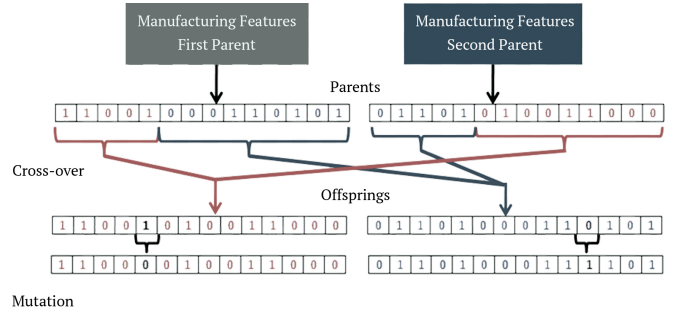 Manufacturing Features
First Parent
Manufacturing Features
Second Parent
Parents
1 1 0 0 1 0 0 0 1 1 0 1 0 1
0 1 1 0 1 0 1 0 0 1 1 0 0 0
Cross-over
Offsprings
1 1 0 0 1 0 1 0 0 1 1 0 0 0
0 1 1 0 1 0 0 0 1 1 0 1 0 1
1 1 0 0 0 0 1 0 0 1 1 0 0 0
0 1 1 0 1 0 0 0 1 1 1 1 0 1
Mutation